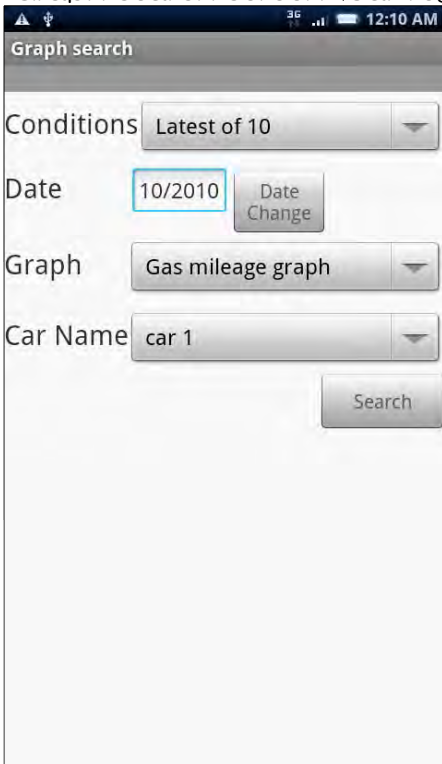 3G 12:10 AM
Graph search
Conditions Latest of 10
Date 10/2010 Date
Change
Graph Gas mileage graph
Car Name car 1
Search